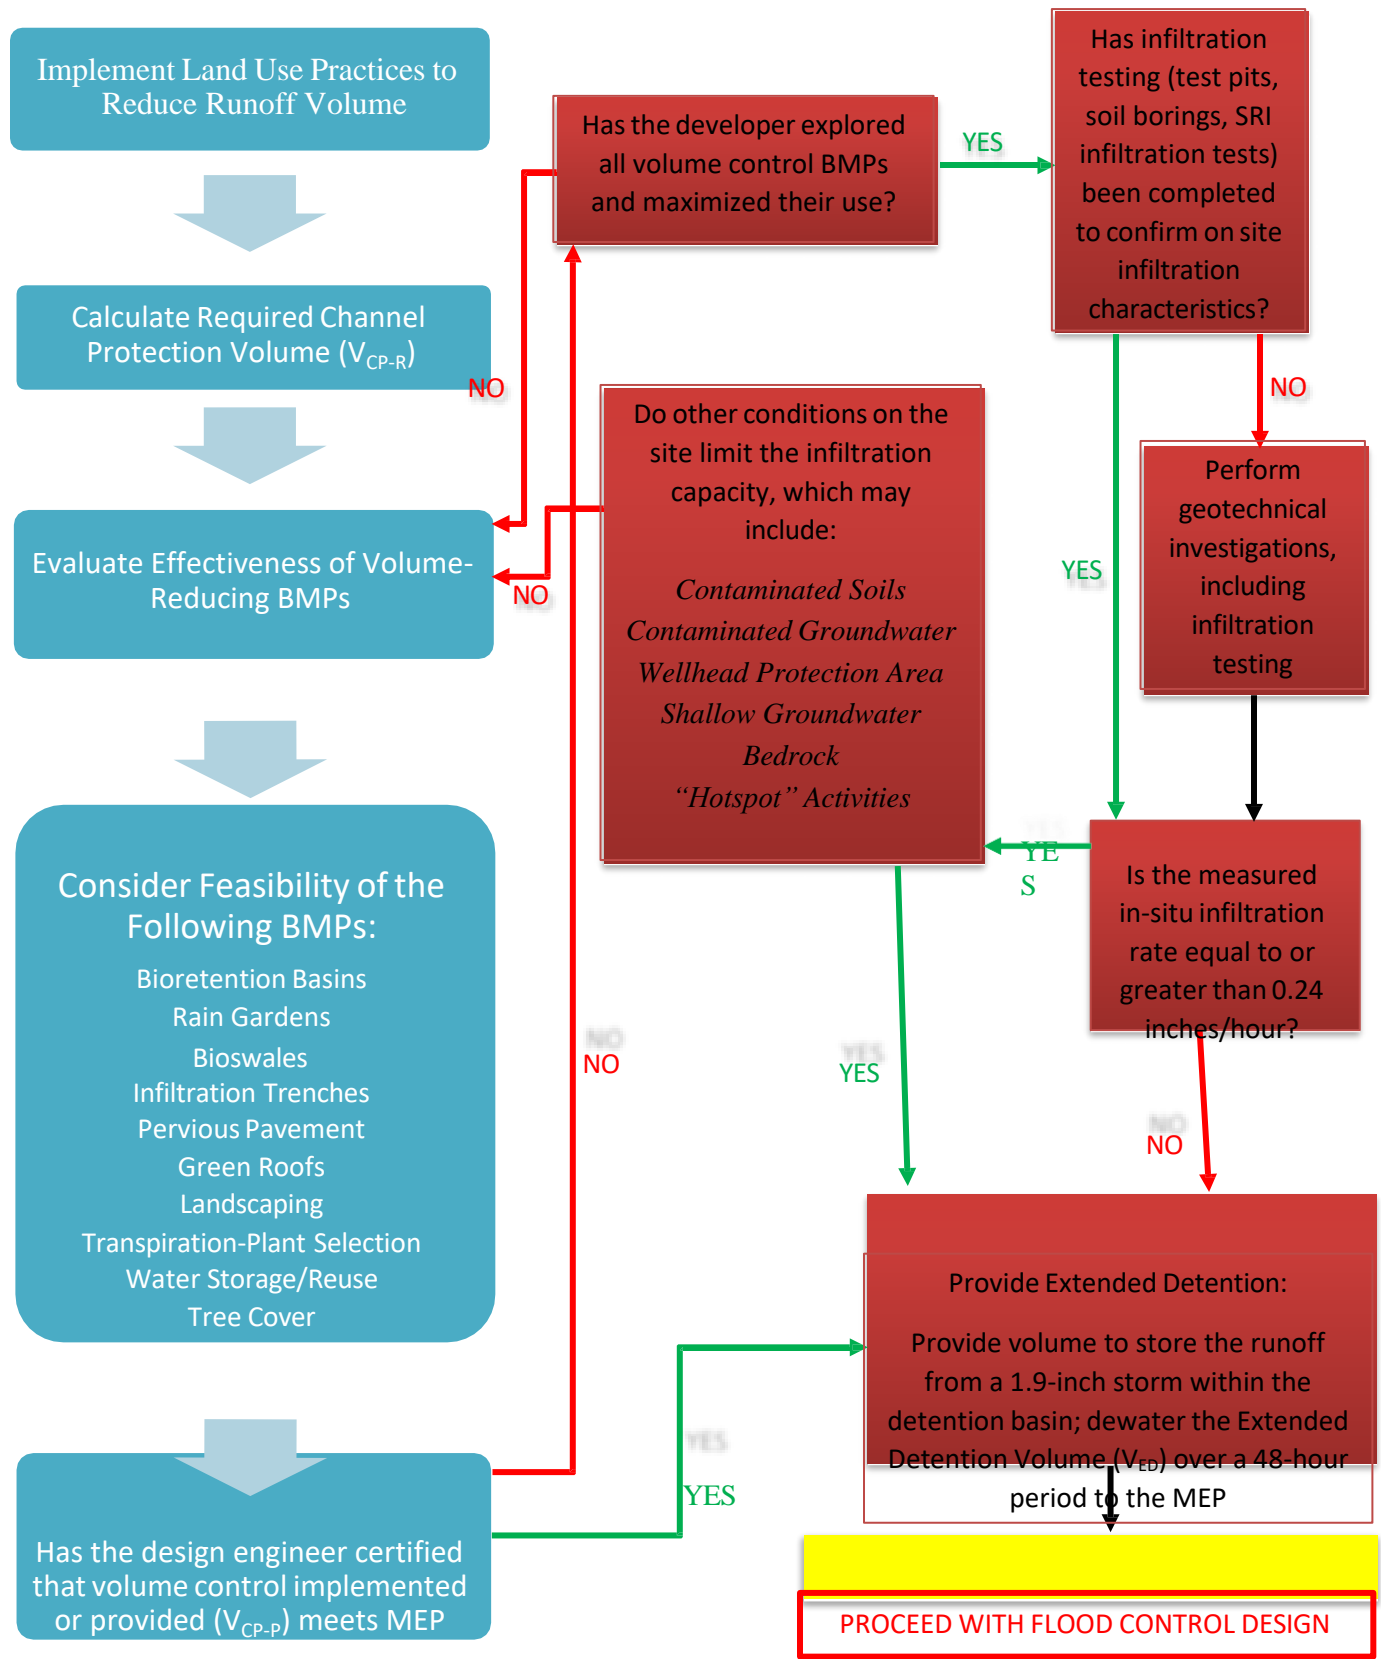 Implement Land Use Practices to
Reduce Runoff Volume
Calculate Required Channel
Protection Volume (VCP-R)
Evaluate Effectiveness of Volume-
Reducing BMPs
Consider Feasibility of the
Following BMPs:
Bioretention Basins
Rain Gardens
Bioswales
Infiltration Trenches
Pervious Pavement
Green Roofs
Landscaping
Transpiration-Plant Selection
Water Storage/Reuse
Tree Cover
Has the design engineer certified
that volume control implemented
or provided (VCP-P) meets MEP
NO
YES
Has the developer explored
all volume control BMPs
and maximized their use?
NO
YES
Has infiltration
testing (test pits,
soil borings, SRI
infiltration tests)
been completed
to confirm on site
infiltration
characteristics?
YES
NO
Perform
geotechnical
investigations,
including
infiltration
testing
Is the measured
in-situ infiltration
rate equal to or
greater than 0.24
inches/hour?
YE
S
NO
Do other conditions on the
site limit the infiltration
capacity, which may
include:
Contaminated Soils
Contaminated Groundwater
Wellhead Protection Area
Shallow Groundwater
Bedrock
“Hotspot” Activities
NO
YES
Provide Extended Detention:
Provide volume to store the runoff
from a 1.9-inch storm within the
detention basin; dewater the Extended
Detention Volume (VED) over a 48-hour
period to the MEP
PROCEED WITH FLOOD CONTROL DESIGN